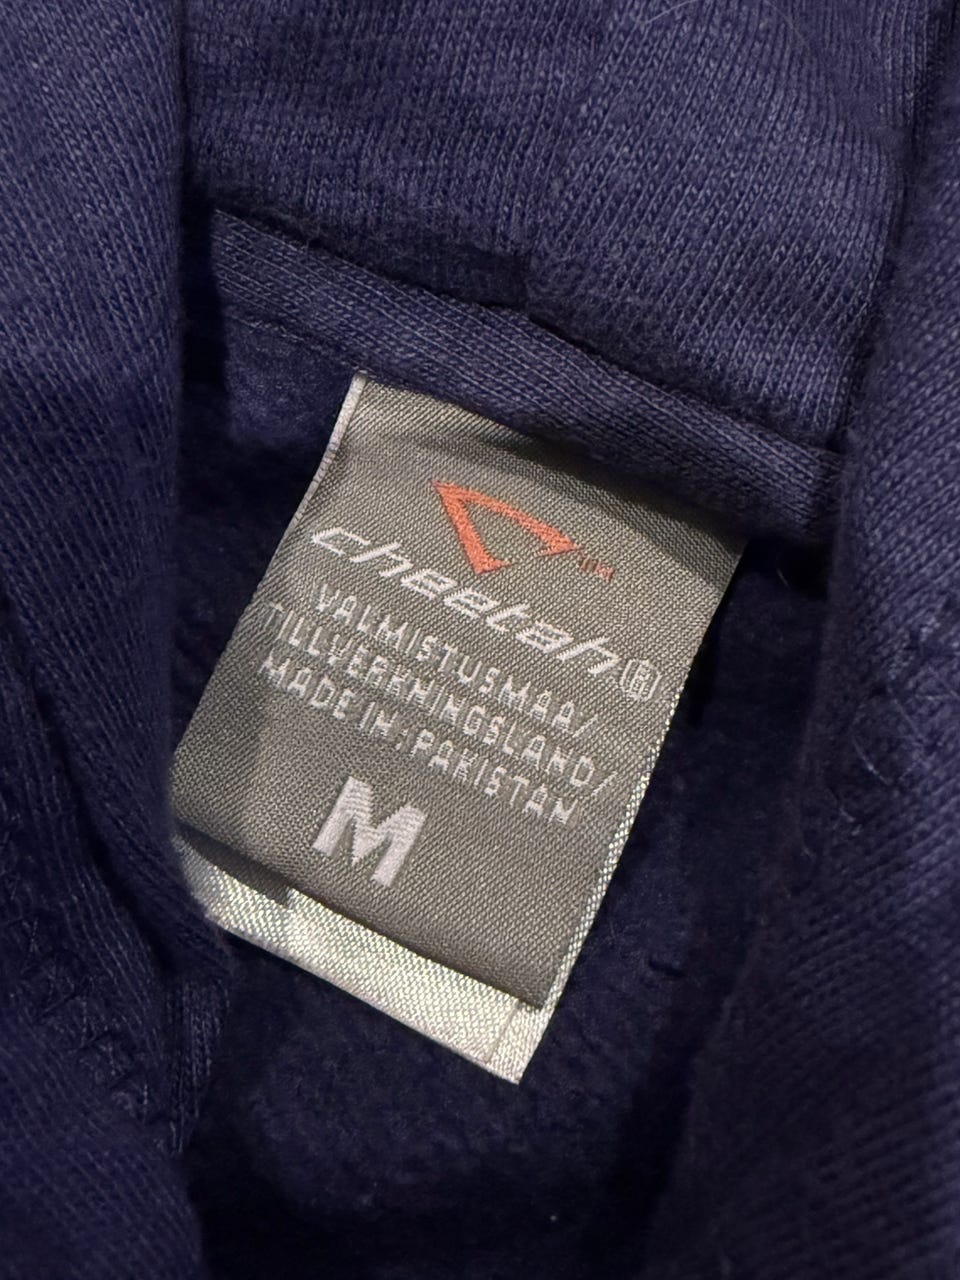 cheetah®
VALMISTUSMAA/
TILLVERKNINGSLAND/
MADE IN : PAKISTAN
M